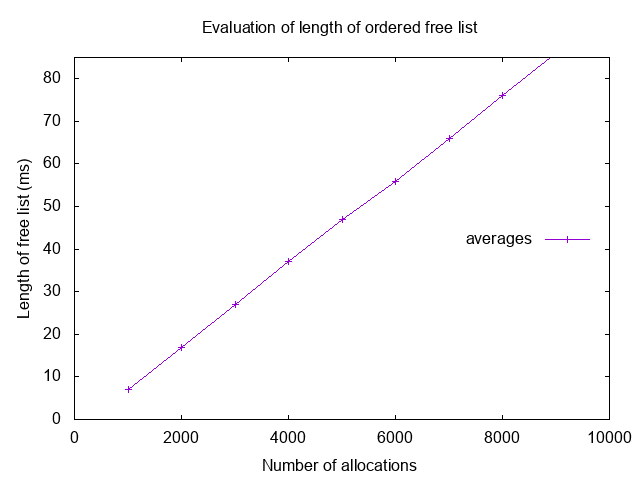 Evaluation of length of ordered free list
80
70
60
50
40
30
20
10
0
Length of free list (ms)
averages
0 2000 4000 6000 8000 10000
Number of allocations